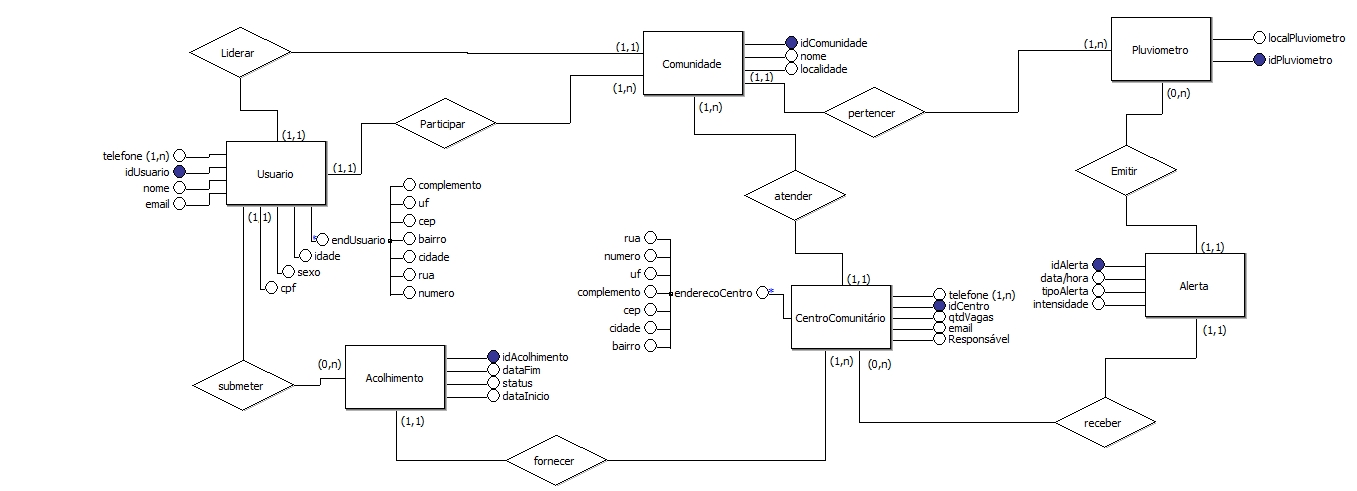 Liderar
(1,1)
(1,1)
Comunidade
idComunidade
nome
localidade
(1,1)
(1,n)
(1,n)
pertencer
(1,n)
Pluviometro
localPluviometro
idPluviometro
(0,n)
Participar
(1,1)
Usuario
telefone (1,n)
idUsuario
nome
email
(1,1)
endUsuario
idade
sexo
cpf
complemento
uf
cep
bairro
cidade
rua
numero
atender
Emitir
(1,1)
rua
numero
uf
complemento
cep
cidade
bairro
enderecoCentro
(1,1)
CentroComunitário
telefone (1,n)
idCentro
qtdVagas
email
Responsável
(1,n)
(0,n)
idAlerta
data/hora
tipoAlerta
intensidade
Alerta
(1,1)
submeter
(0,n)
Acolhimento
idAcolhimento
dataFim
status
dataInicio
(1,1)
fornecer
receber